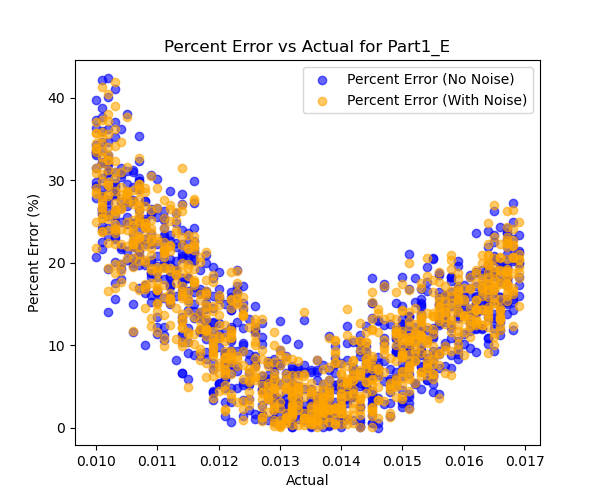 Percent Error vs Actual for Part1_E
Percent Error (No Noise)
Percent Error (With Noise)
Percent Error (%)
40
30
20
10
0
0.010 0.011 0.012 0.013 0.014 0.015 0.016 0.017
Actual